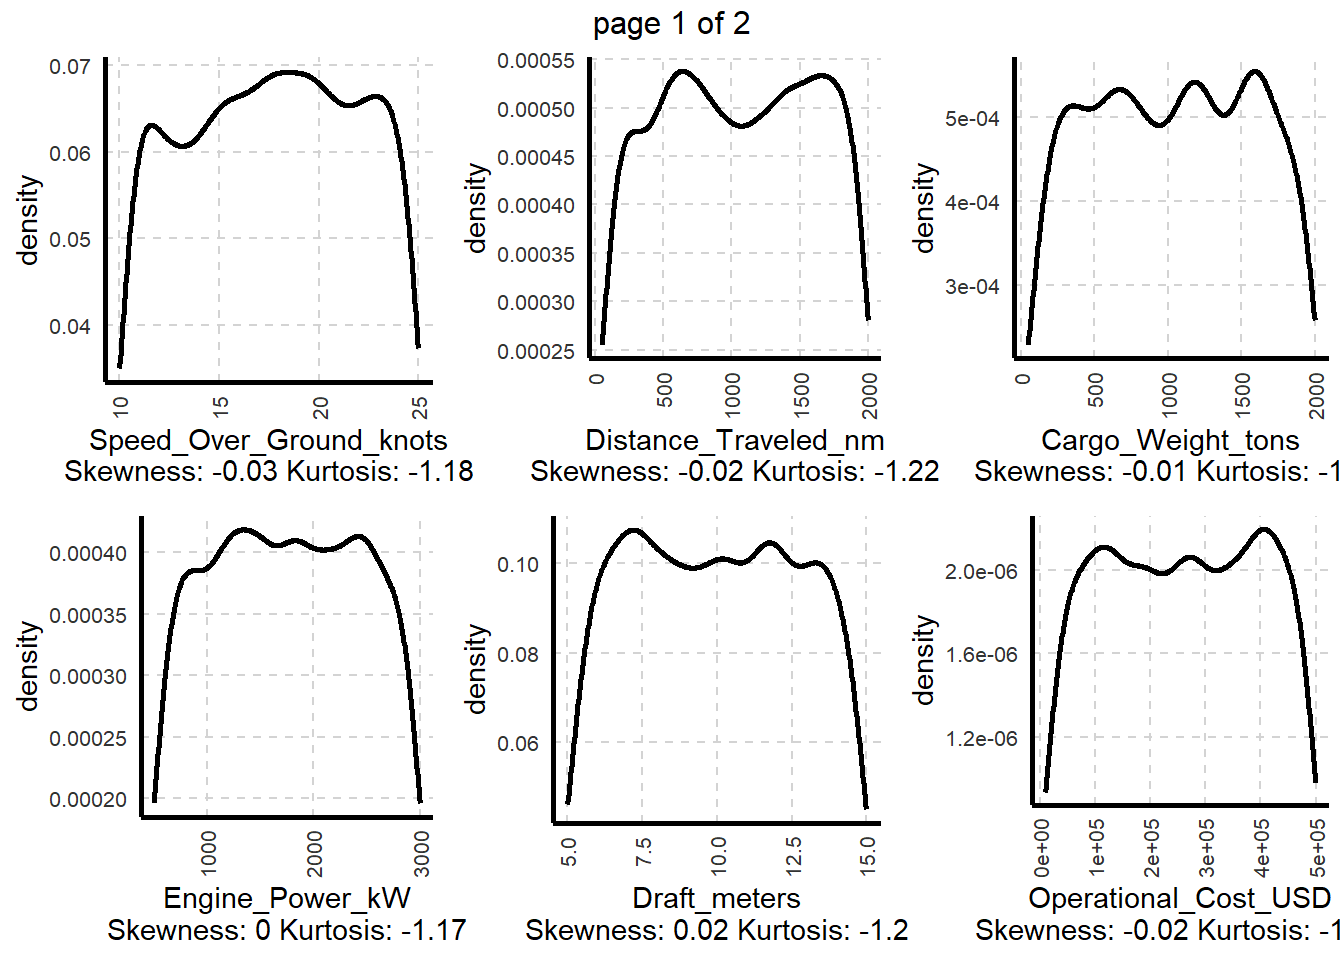 page 1 of 2
density
0.07
0.06
0.05
0.04
10
15
20
25
Speed_Over_Ground_knots
Skewness: -0.03 Kurtosis: -1.18
density
0.00055
0.00050
0.00045
0.00040
0.00035
0.00030
0.00025
0
500
1000
1500
2000
Distance_Traveled_nm
Skewness: -0.02 Kurtosis: -1.22
density
5e-04
4e-04
3e-04
0
500
1000
1500
2000
Cargo_Weight_tons
Skewness: -0.01 Kurtosis: -1
density
0.00040
0.00035
0.00030
0.00025
0.00020
1000
2000
3000
Engine_Power_kW
Skewness: 0 Kurtosis: -1.17
density
0.10
0.08
0.06
5.0
7.5
10.0
12.5
15.0
Draft_meters
Skewness: 0.02 Kurtosis: -1.2
density
2.0e-06
1.6e-06
1.2e-06
0e+00
1e+05
2e+05
3e+05
4e+05
5e+05
Operational_Cost_USD
Skewness: -0.02 Kurtosis: -1